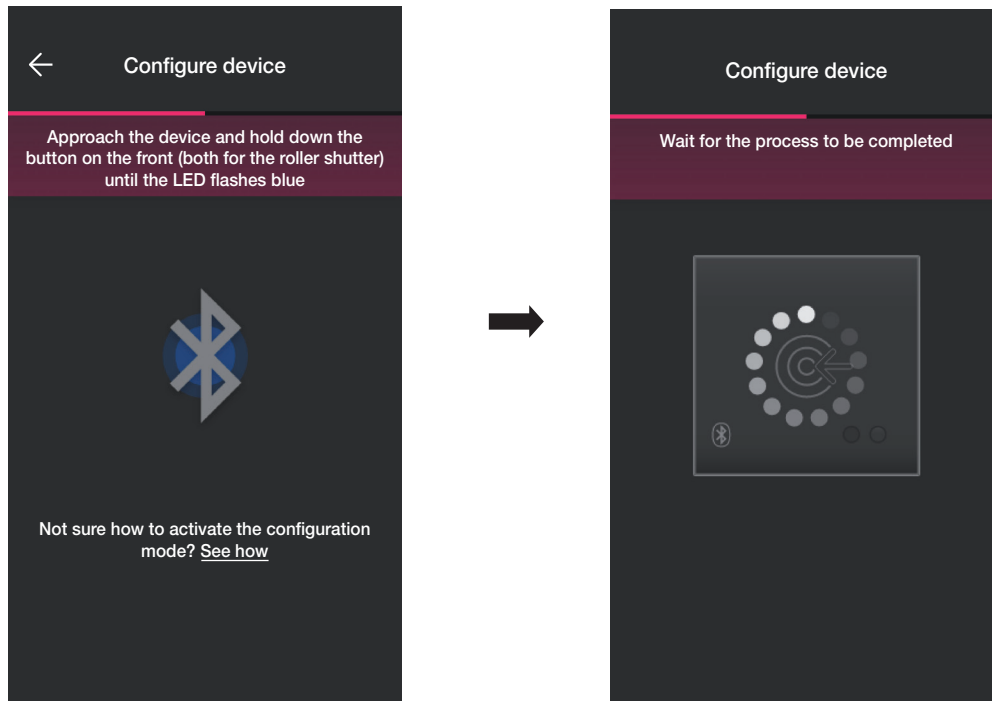 Configure device
Approach the device and hold down the
button on the front (both for the roller shutter)
until the LED flashes blue
Not sure how to activate the configuration
mode? See how
Configure device
Wait for the process to be completed